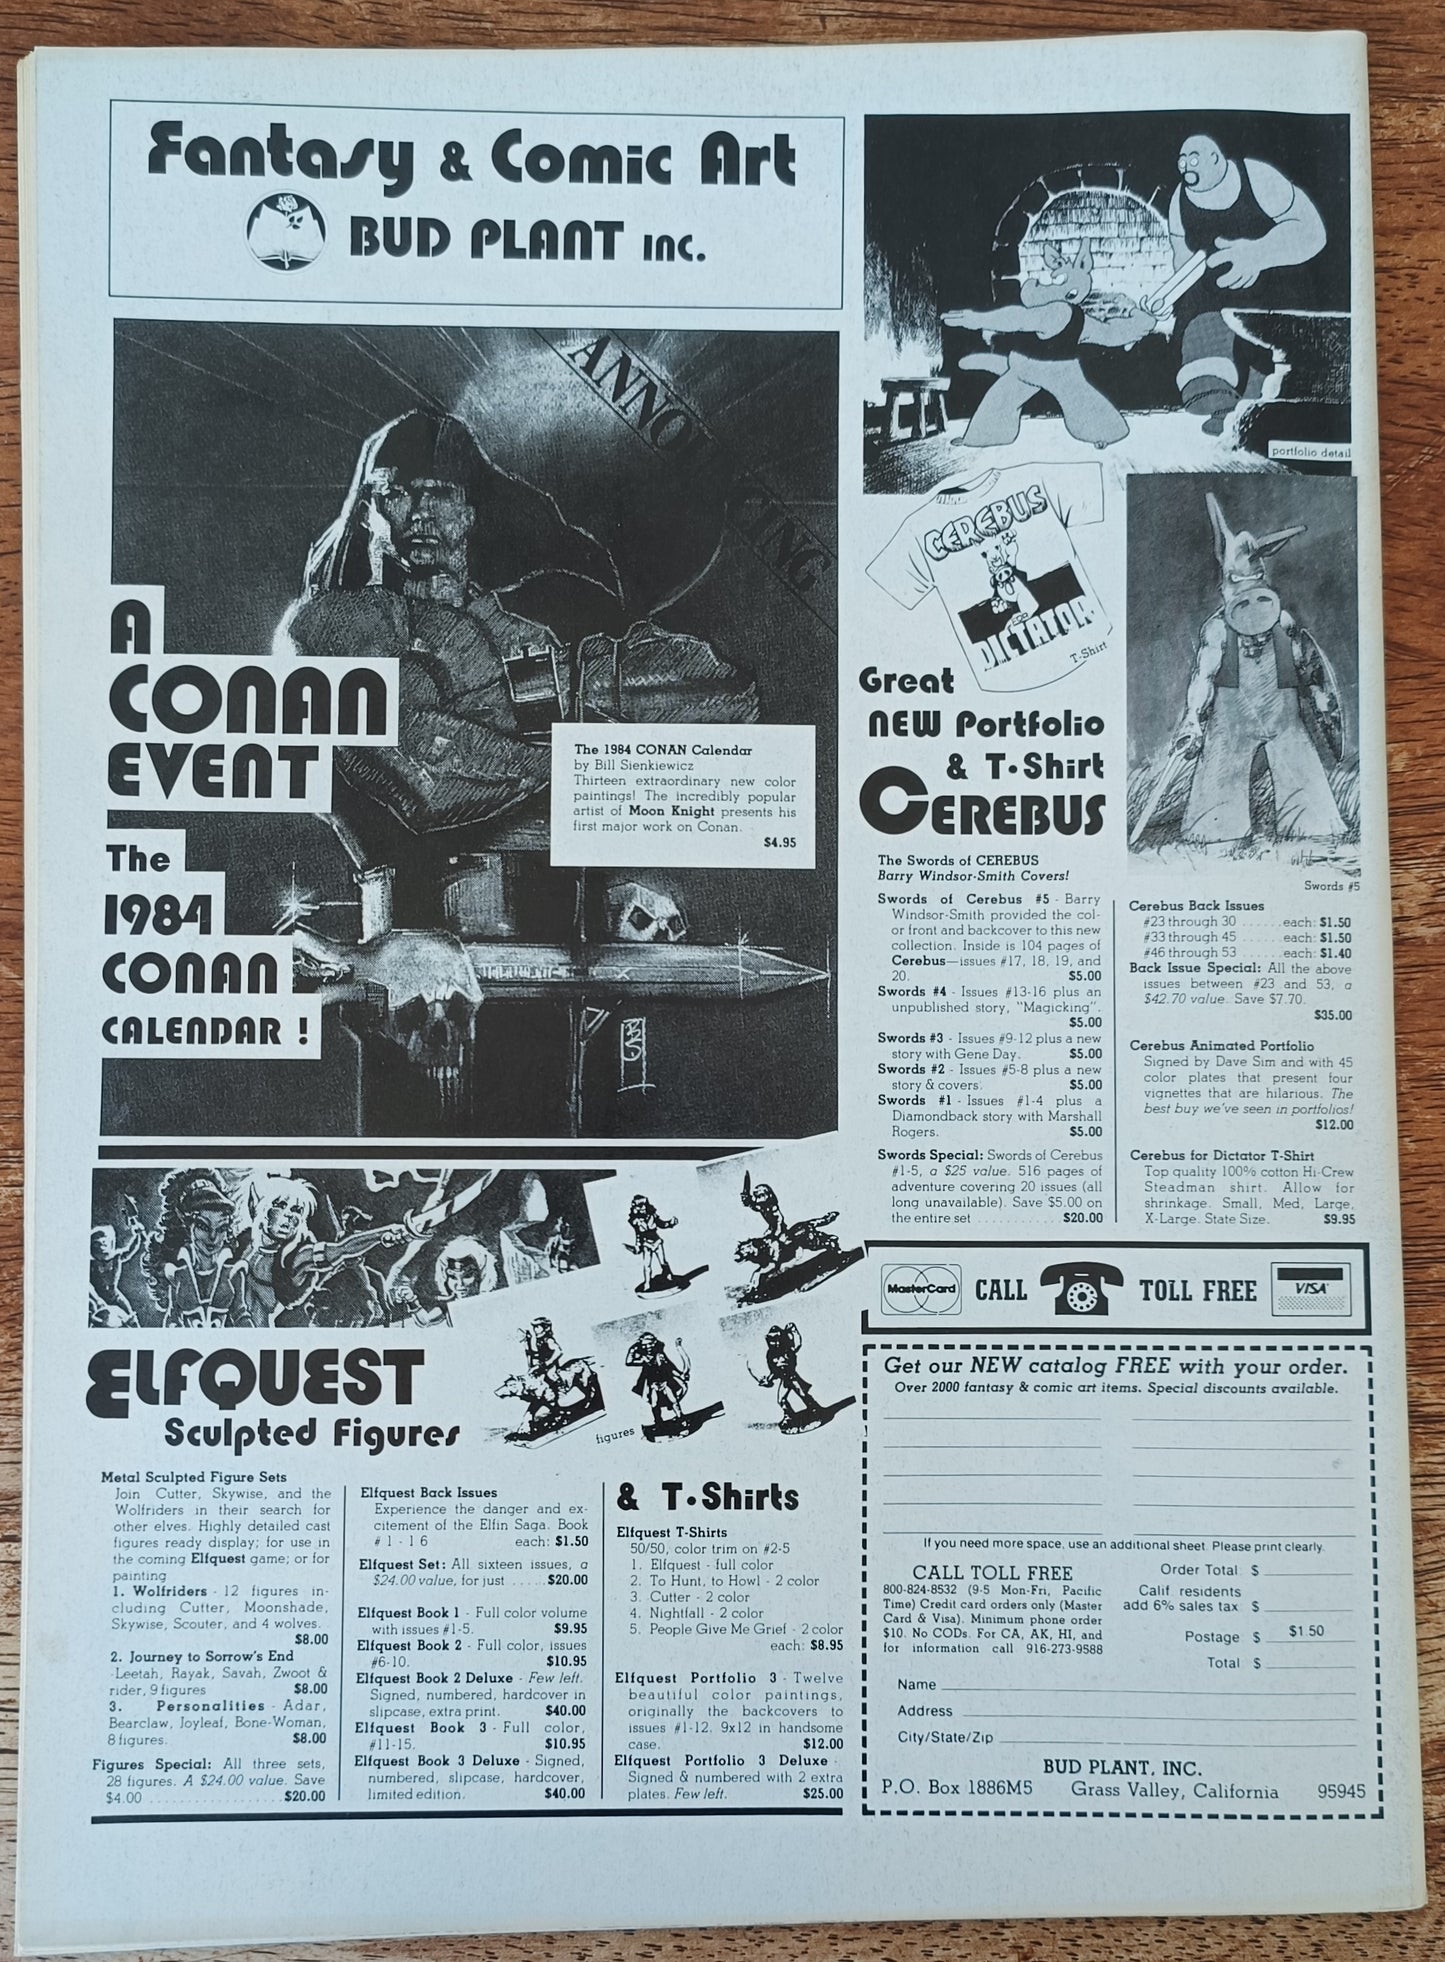 Fantasy & Comic Art
BUD PLANT INC.
ANNO
ING
A
CONAN
EVENT
The
1984
CONAN
CALENDAR !
The 1984 CONAN Calendar
by Bill Sienkiewicz
Thirteen extraordinary new color
paintings! The incredibly popular
artist of Moon Knight presents his
first major work on Conan.
$4.95
portfolio detail
CEREBUS
DICTATOR
T-Shirt
Great
NEW Portfolio
& T•Shirt
CEREBUS
Swords #5
The Swords of CEREBUS
Barry Windsor-Smith Covers!
Swords of Cerebus #5 - Barry
Windsor-Smith provided the col-
or front and backcover to this new
collection. Inside is 104 pages of
Cerebus—issues #17, 18, 19, and
20. $5.00
Swords #4 - Issues #13-16 plus an
unpublished story, "Magicking".
$5.00
Swords #3 - Issues #9-12 plus a new
story with Gene Day. $5.00
Swords #2 - Issues #5-8 plus a new
story & covers. $5.00
Swords #1 - Issues #1-4 plus a
Diamondback story with Marshall
Rogers. $5.00
Swords Special: Swords of Cerebus
#1-5, a $25 value. 516 pages of
adventure covering 20 issues (all
long unavailable). Save $5.00 on
the entire set ............ $20.00
Cerebus Back Issues
#23 through 30 ...... each: $1.50
#33 through 45 ...... each: $1.50
#46 through 53 ...... each: $1.40
Back Issue Special: All the above
issues between #23 and 53, a
$42.70 value. Save $7.70.
$35.00
Cerebus Animated Portfolio
Signed by Dave Sim and with 45
color plates that present four
vignettes that are hilarious. The
best buy we've seen in portfolios!
$12.00
Cerebus for Dictator T-Shirt
Top quality 100% cotton Hi-Crew
Steadman shirt. Allow for
shrinkage. Small, Med, Large,
X-Large. State Size. $9.95
MasterCard CALL TOLL FREE VISA
ELFQUEST
Sculpted Figures
figures
& T•Shirts
Metal Sculpted Figure Sets
Join Cutter, Skywise, and the
Wolfriders in their search for
other elves. Highly detailed cast
figures ready display; for use in
the coming Elfquest game; or for
painting
1. Wolfriders - 12 figures in-
cluding Cutter, Moonshade,
Skywise, Scouter, and 4 wolves.
$8.00
2. Journey to Sorrow's End
-Leetah, Rayak, Savah, Zwoot &
rider, 9 figures $8.00
3. Personalities - Adar,
Bearclaw, Joyleaf, Bone-Woman,
8 figures. $8.00
Figures Special: All three sets,
28 figures. A $24.00 value. Save
$4.00 .................. $20.00
Elfquest Back Issues
Experience the danger and ex-
citement of the Elfin Saga. Book
# 1 - 1 6 each: $1.50
Elfquest Set: All sixteen issues, a
$24.00 value, for just ..... $20.00
Elfquest Book 1 - Full color volume
with issues #1-5. $9.95
Elfquest Book 2 - Full color, issues
#6-10. $10.95
Elfquest Book 2 Deluxe - Few left.
Signed, numbered, hardcover in
slipcase, extra print. $40.00
Elfquest Book 3 - Full color,
#11-15. $10.95
Elfquest Book 3 Deluxe - Signed,
numbered, slipcase, hardcover,
limited edition. $40.00
Elfquest T-Shirts
50/50, color trim on #2-5
1. Elfquest - full color
2. To Hunt, to Howl - 2 color
3. Cutter - 2 color
4. Nightfall - 2 color
5. People Give Me Grief - 2 color
each: $8.95
Elfquest Portfolio 3 - Twelve
beautiful color paintings,
originally the backcovers to
issues #1-12. 9x12 in handsome
case. $12.00
Elfquest Portfolio 3 Deluxe -
Signed & numbered with 2 extra
plates. Few left. $25.00
Get our NEW catalog FREE with your order.
Over 2000 fantasy & comic art items. Special discounts available.
If you need more space, use an additional sheet. Please print clearly.
CALL TOLL FREE
800-824-8532 (9-5 Mon-Fri, Pacific
Time) Credit card orders only (Master
Card & Visa). Minimum phone order
$10. No CODs. For CA, AK, HI, and
for information call 916-273-9588
Order Total $
Calif. residents
add 6% sales tax $
Postage $ $1.50
Total $
Name
Address
City/State/Zip
BUD PLANT, INC.
P.O. Box 1886M5 Grass Valley, California 95945